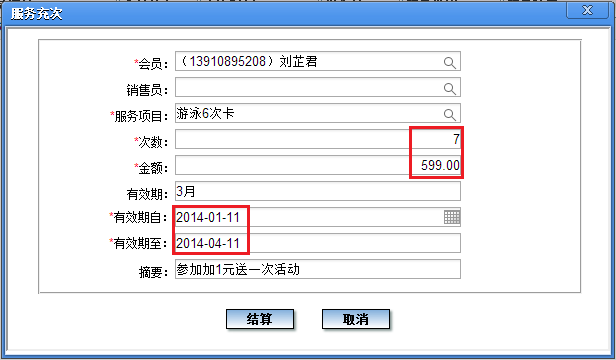 服务充次
*会员：（13910895208）刘芷君
销售员：
*服务项目：游泳6次卡
*次数：7
*金额：599.00
有效期：3月
*有效期自：2014-01-11
*有效期至：2014-04-11
摘要：参加加1元送一次活动
结算 取消